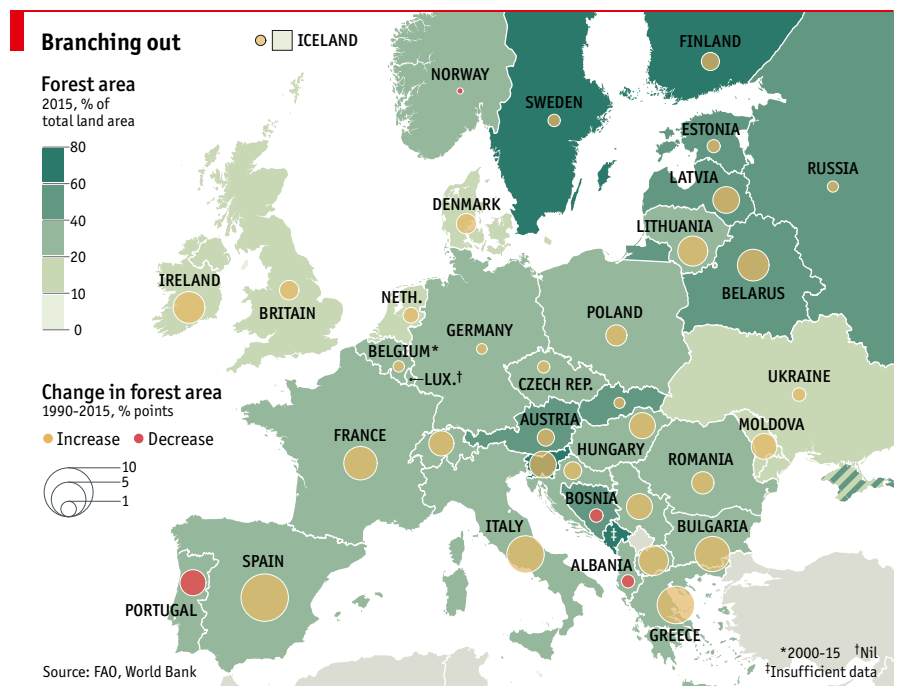 Branching out
ICELAND
Forest area
2015, % of
total land area
80
60
40
20
10
0
Change in forest area
1990-2015, % points
Increase
Decrease
10
5
1
FINLAND
NORWAY
SWEDEN
ESTONIA
RUSSIA
LATVIA
DENMARK
LITHUANIA
IRELAND
BRITAIN
NETH.
BELARUS
GERMANY
POLAND
BELGIUM*
←LUX.†
CZECH REP.
UKRAINE
AUSTRIA
MOLDOVA
FRANCE
HUNGARY
ROMANIA
BOSNIA
‡
ITALY
BULGARIA
SPAIN
ALBANIA
PORTUGAL
GREECE
*2000-15 †Nil
‡Insufficient data
Source: FAO, World Bank